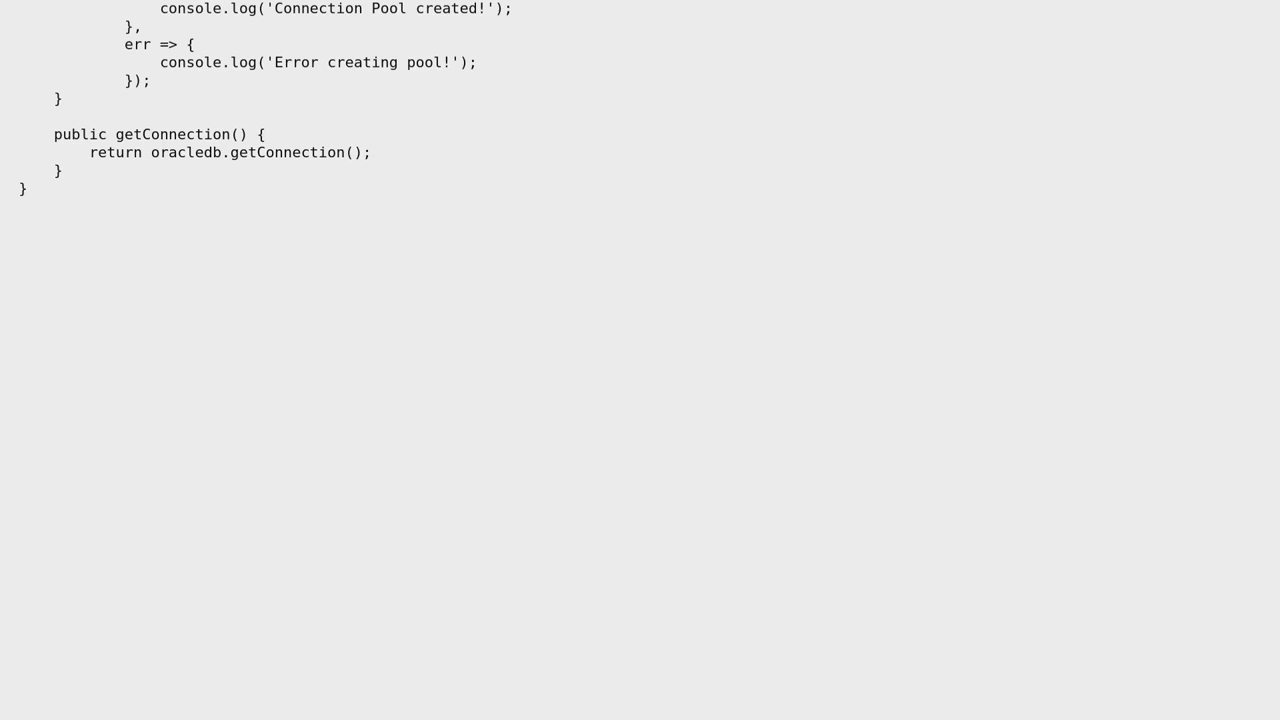 console.log('Connection Pool created!');
            },
            err => {
                console.log('Error creating pool!');
            });
    }

    public getConnection() {
        return oracledb.getConnection();
    }
}